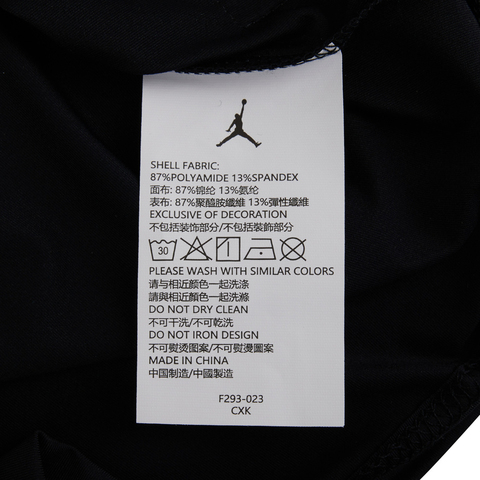 SHELL FABRIC:
87%POLYAMIDE 13%SPANDEX
面布: 87%锦纶 13%氨纶
表布: 87%聚醯胺纖維 13%彈性纖維
EXCLUSIVE OF DECORATION
不包括装饰部分/不包括裝飾部分
30
PLEASE WASH WITH SIMILAR COLORS
请与相近颜色一起洗涤
請與相近顏色一起洗滌
DO NOT DRY CLEAN
不可干洗/不可乾洗
DO NOT IRON DESIGN
不可熨烫图案/不可熨燙圖案
MADE IN CHINA
中国制造/中國製造
F293-023
CXK